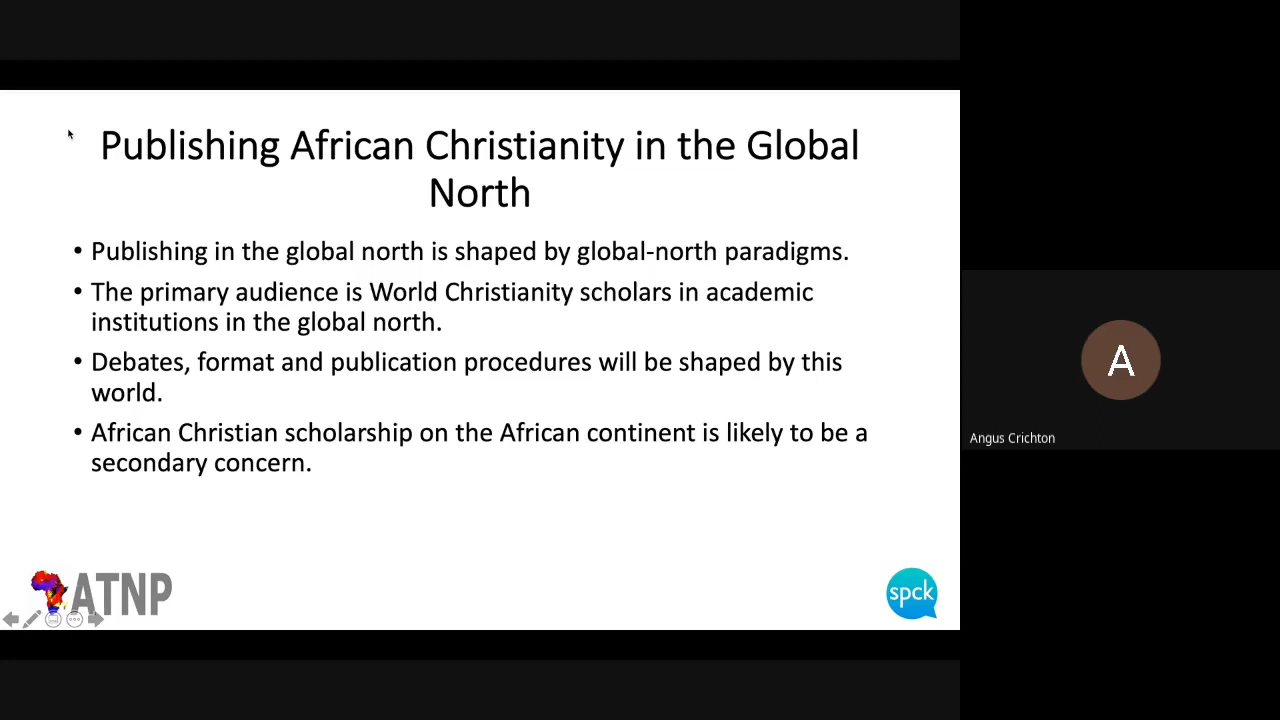 Publishing African Christianity in the Global
North
• Publishing in the global north is shaped by global-north paradigms.
• The primary audience is World Christianity scholars in academic
institutions in the global north.
• Debates, format and publication procedures will be shaped by this
world.
• African Christian scholarship on the African continent is likely to be a
secondary concern.
ATNP
spck
A
Angus Crichton